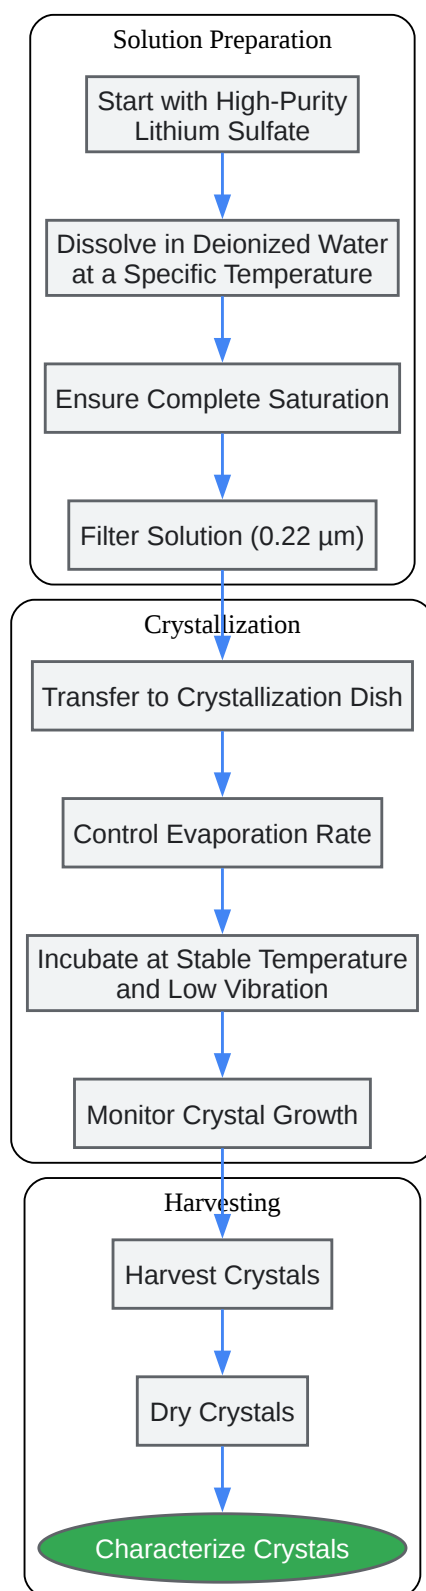 Solution Preparation
Start with High-Purity
Lithium Sulfate
Dissolve in Deionized Water
at a Specific Temperature
Ensure Complete Saturation
Filter Solution (0.22 µm)
Crystallization
Transfer to Crystallization Dish
Control Evaporation Rate
Incubate at Stable Temperature
and Low Vibration
Monitor Crystal Growth
Harvesting
Harvest Crystals
Dry Crystals
Characterize Crystals